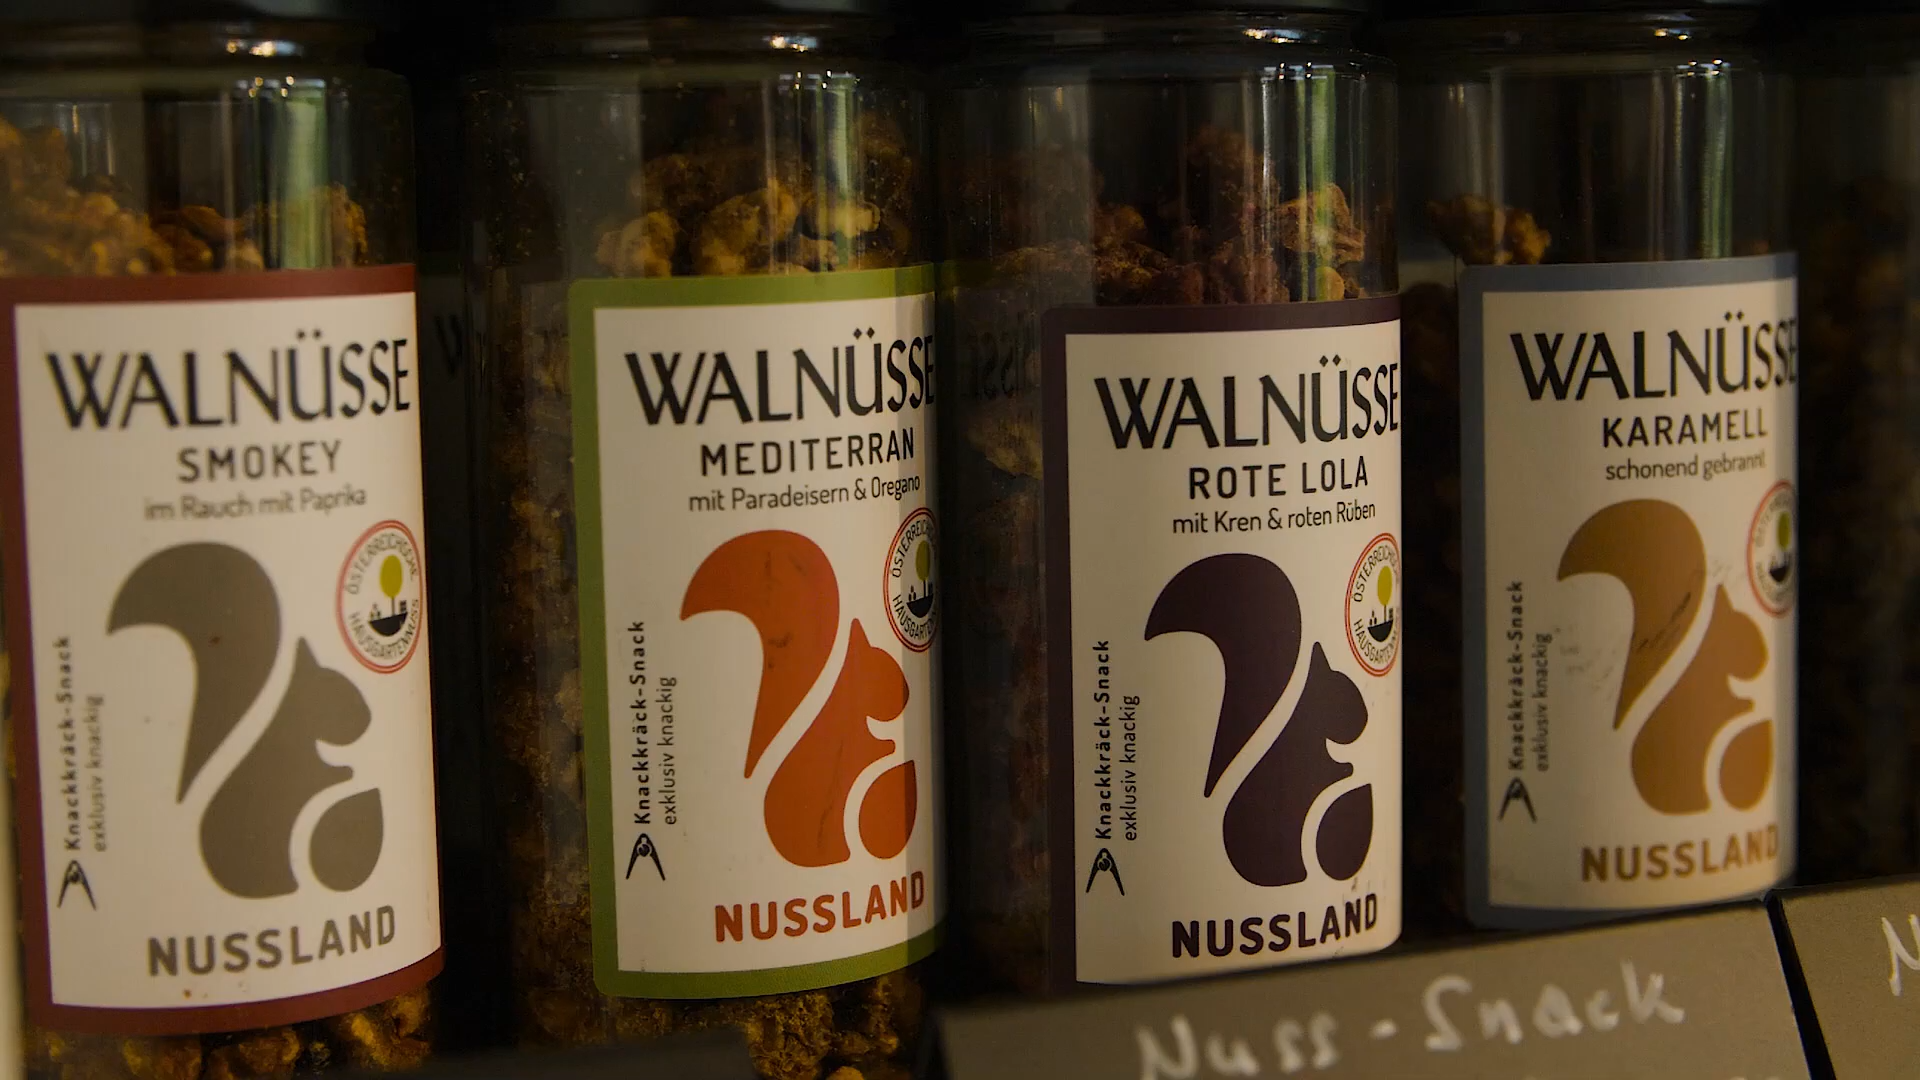 WALNÜSSE
SMOKEY
im Rauch mit Paprika
ÖSTERREICHISCHE
HAUSGARTENNUSS
Knackkräck-Snack
exklusiv knackig
NUSSLAND
WALNÜSSE
MEDITERRAN
mit Paradeisern & Oregano
Knackkräck-Snack
exklusiv knackig
NUSSLAND
WALNÜSSE
ROTE LOLA
mit Kren & roten Rüben
Knackkräck-Snack
exklusiv knackig
NUSSLAND
WALNÜSSE
KARAMELL
schonend gebrannt
Knackkräck-Snack
exklusiv knackig
NUSSLAND
Nuss-Snack